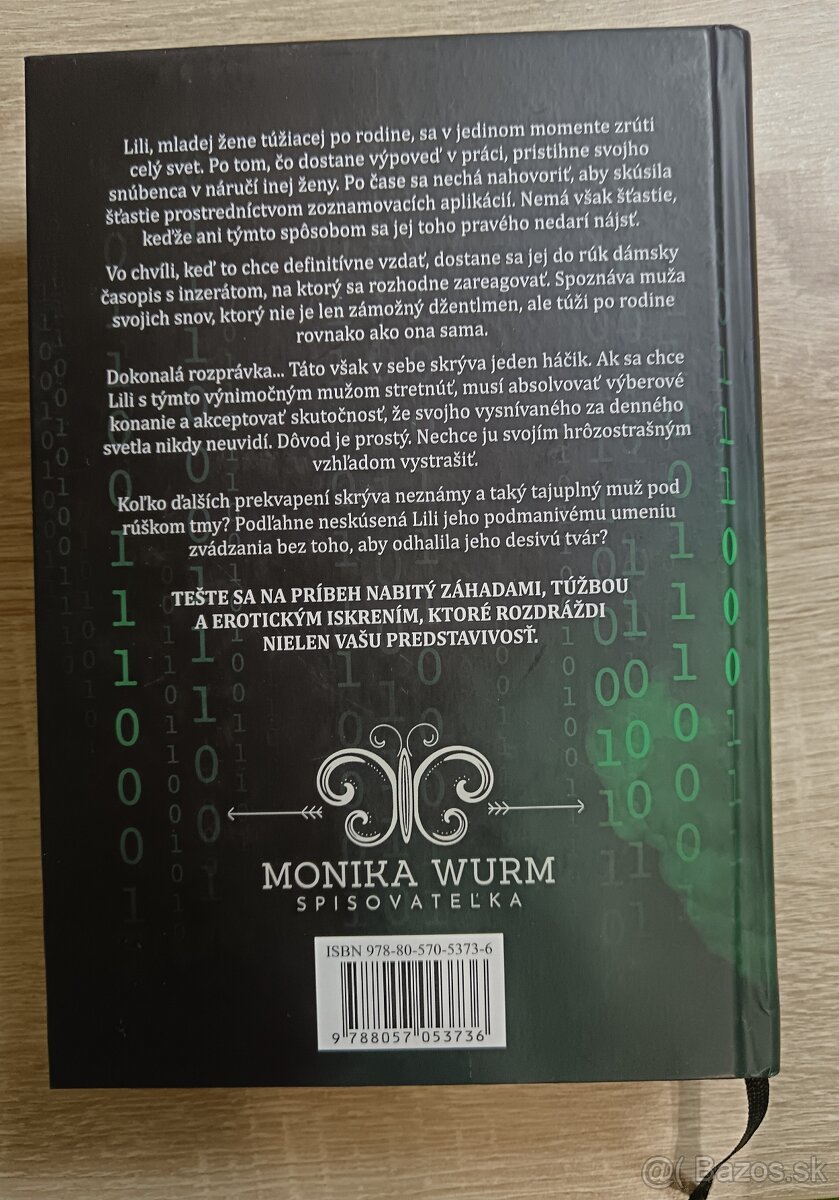 Lili, mladej žene túžiacej po rodine, sa v jedinom momente zrúti
celý svet. Po tom, čo dostane výpoveď v práci, pristihne svojho
snúbenca v náručí inej ženy. Po čase sa nechá nahovoriť, aby skúsila
šťastie prostredníctvom zoznamovacích aplikácií. Nemá však šťastie,
keďže ani týmto spôsobom sa jej toho pravého nedarí nájsť.
Vo chvíli, keď to chce definitívne vzdať, dostane sa jej do rúk dámsky
časopis s inzerátom, na ktorý sa rozhodne zareagovať. Spoznáva muža
svojich snov, ktorý nie je len zámožný džentlmen, ale túži po rodine
rovnako ako ona sama.
Dokonalá rozprávka... Táto však v sebe skrýva jeden háčik. Ak sa chce
Lili s týmto výnimočným mužom stretnúť, musí absolvovať výberové
konanie a akceptovať skutočnosť, že svojho vysnívaného za denného
svetla nikdy neuvidí. Dôvod je prostý. Nechce ju svojím hrôzostrašným
vzhľadom vystrašiť.
Koľko ďalších prekvapení skrýva neznámy a taký tajuplný muž pod
rúškom tmy? Podľahne neskúsená Lili jeho podmanivému umeniu
zvádzania bez toho, aby odhalila jeho desivú tvár?
TEŠTE SA NA PRÍBEH NABITÝ ZÁHADAMI, TÚŽBOU
A EROTICKÝM ISKRENÍM, KTORÉ ROZDRÁŽDI
NIELEN VAŠU PREDSTAVIVOSŤ.
MONIKA WURM
SPISOVATEĽKA
ISBN 978-80-570-5373-6
9 788057 053736
Bazos.sk